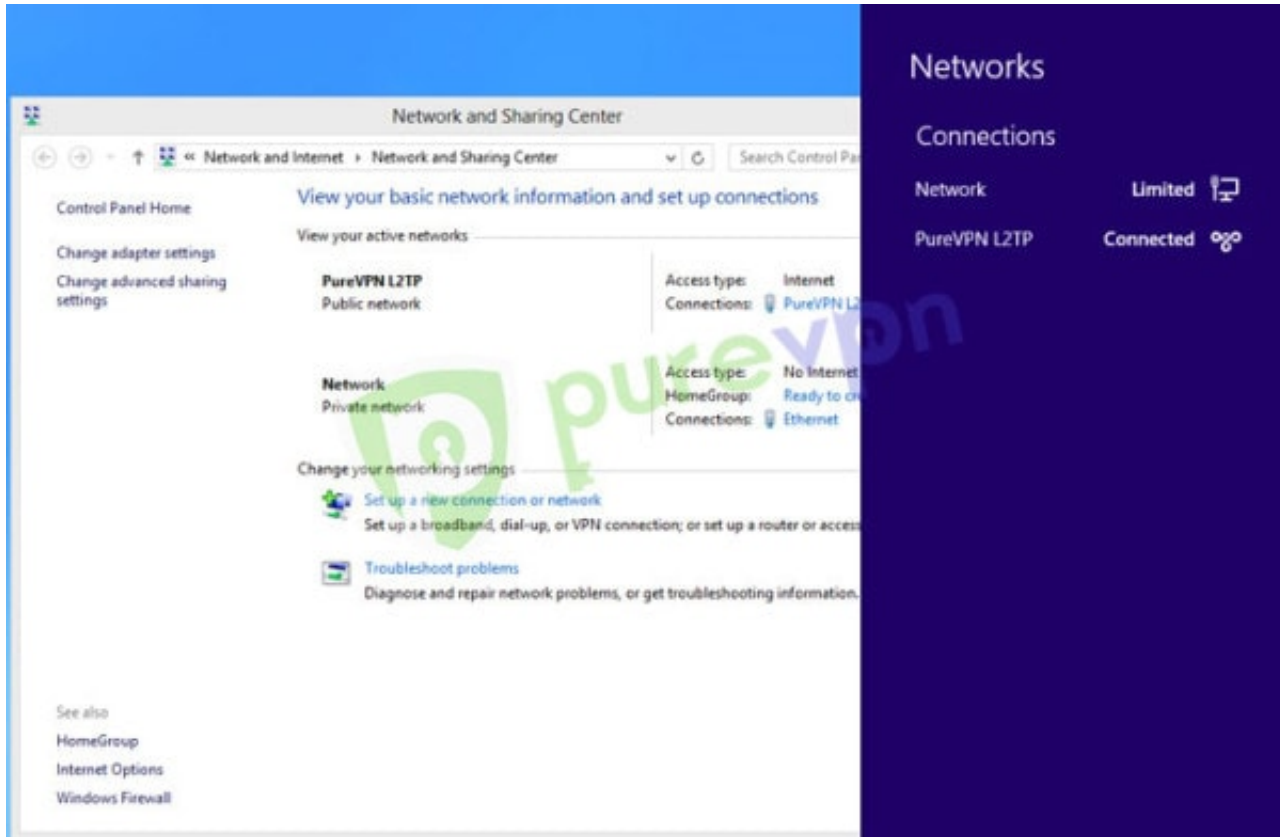 Network and Sharing Center
« Network and Internet › Network and Sharing Center
Search Control Pa
Control Panel Home
Change adapter settings
Change advanced sharing
settings
View your basic network information and set up connections
View your active networks
PureVPN L2TP
Public network
Access type: Internet
Connections: PureVPN L2
Network
Private network
Access type: No Internet
HomeGroup: Ready to cr
Connections: Ethernet
Change your networking settings
Set up a new connection or network
Set up a broadband, dial-up, or VPN connection; or set up a router or access
Troubleshoot problems
Diagnose and repair network problems, or get troubleshooting information.
See also
HomeGroup
Internet Options
Windows Firewall
purevpn
Networks
Connections
Network Limited
PureVPN L2TP Connected